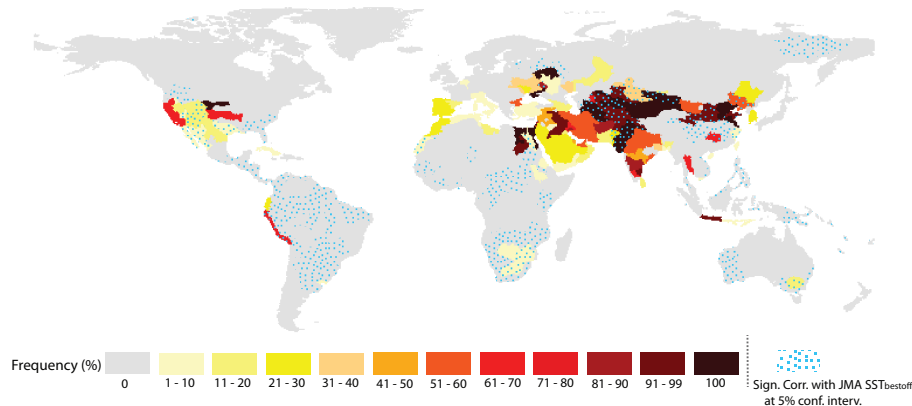 Frequency (%)
0
1 - 10
11 - 20
21 - 30
31 - 40
41 - 50
51 - 60
61 - 70
71 - 80
81 - 90
91 - 99
100
Sign. Corr. with JMA SSTbestoff
at 5% conf. interv.